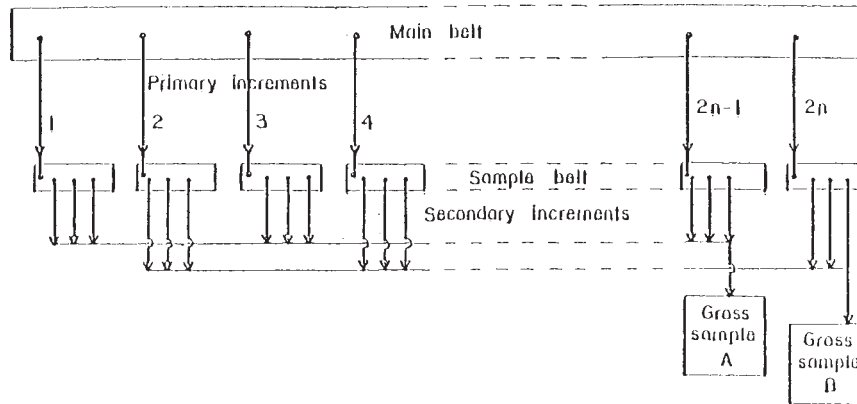 Main belt
Primary increments
1
2
3
4
2n-1
2n
Sample belt
Secondary increments
Gross
sample
A
Gross
sample
B